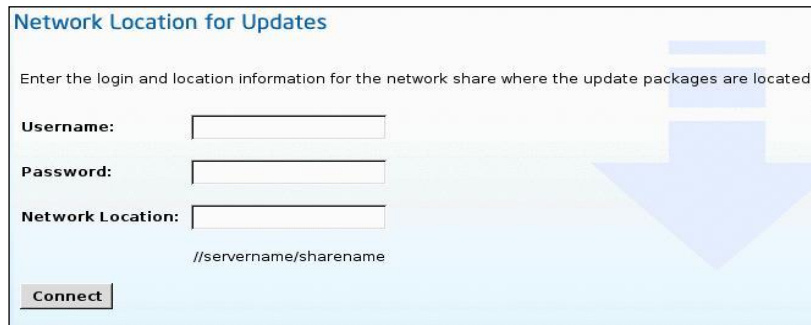 Network Location for Updates
Enter the login and location information for the network share where the update packages are located
Username:
Password:
Network Location:
//servername/sharename
Connect